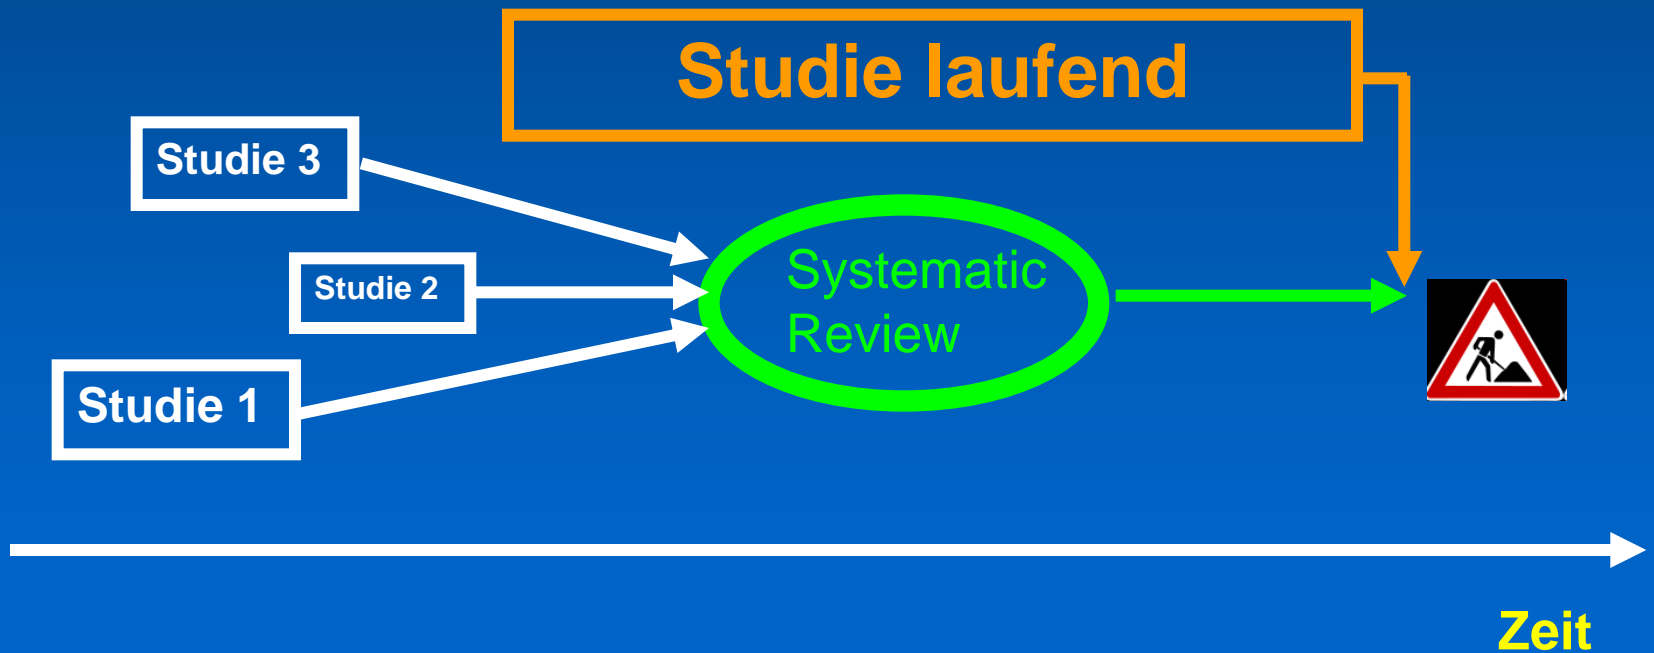 Studie laufend
Studie 3
Studie 2
Studie 1
Systematic
Review
Zeit